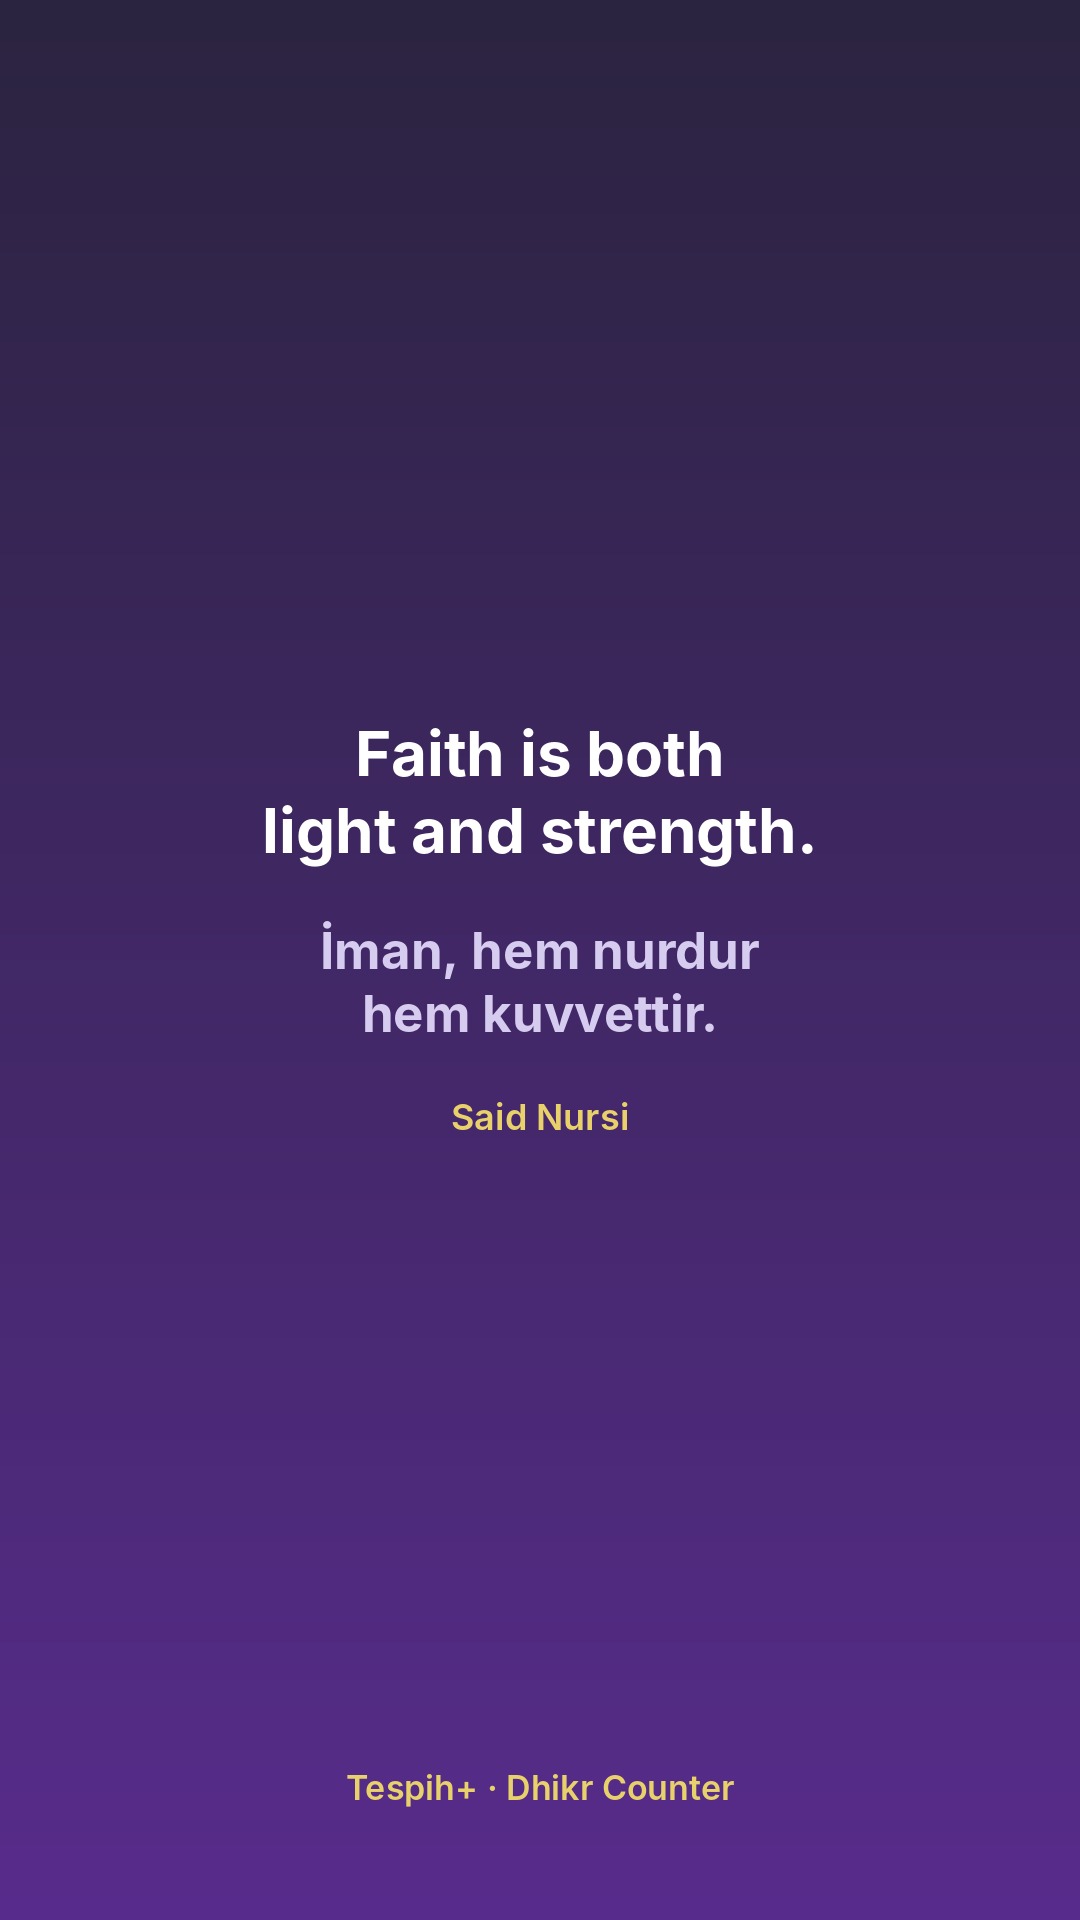 Faith is both
light and strength.
İman, hem nurdur
hem kuvvettir.
Said Nursi
Tespih+ · Dhikr Counter